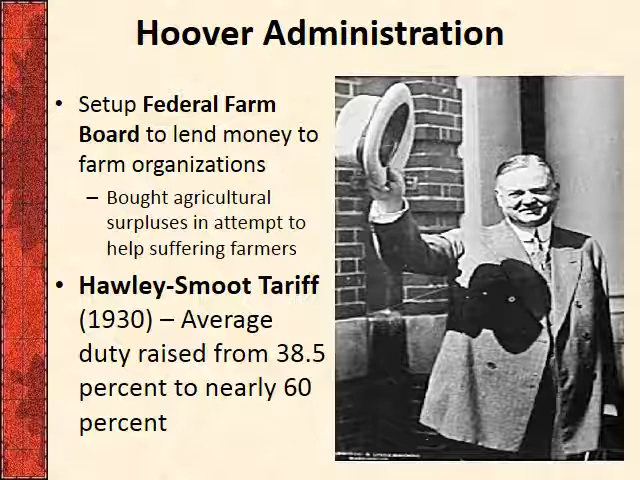 Hoover Administration
• Setup Federal Farm
Board to lend money to
farm organizations
– Bought agricultural
surpluses in attempt to
help suffering farmers
• Hawley-Smoot Tariff
(1930) – Average
duty raised from 38.5
percent to nearly 60
percent